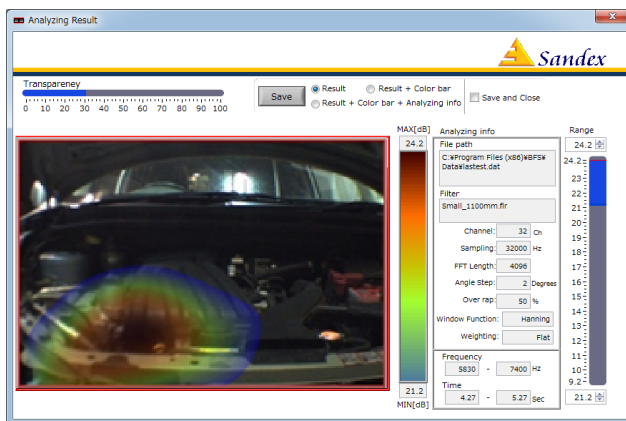 Analyzing Result
Sandex
Transpareney
0 10 20 30 40 50 60 70 80 90 100
Save
Result
Result + Color bar
Result + Color bar + Analyzing info
Save and Close
MAX[dB]
24.2
21.2
MIN[dB]
Analyzing info
File path
C:¥Program Files (x86)¥BFS¥
Data¥lastest.dat
Filter
Small_1100mm.flr
Channel: 32 Ch
Sampling: 32000 Hz
FFT Length: 4096
Angle Step: 2 Degrees
Over rap: 50 %
Window Function: Hanning
Weighting: Flat
Frequency
5830 - 7400 Hz
Time
4.27 - 5.27 Sec
Range
24.2
24.2
23
22
21
20
19
18
17
16
15
14
13
12
11
10
9.2
21.2